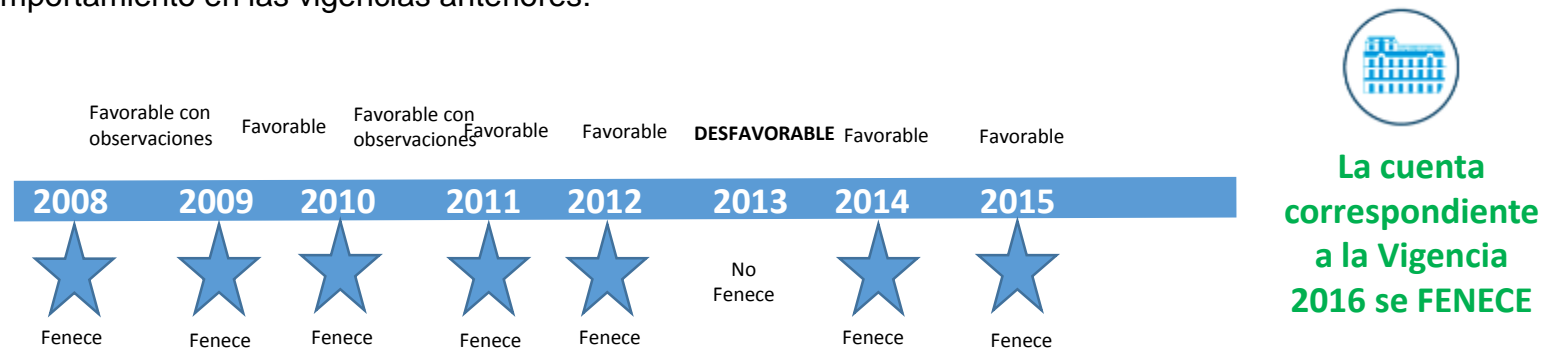 mportamiento en las vigencias anteriores.
Favorable con
observaciones
Favorable
Favorable con
observaciones
Favorable
Favorable
DESFAVORABLE
Favorable
Favorable
2008 2009 2010 2011 2012 2013 2014 2015
No
Fenece
Fenece Fenece Fenece Fenece Fenece Fenece Fenece
La cuenta
correspondiente
a la Vigencia
2016 se FENECE